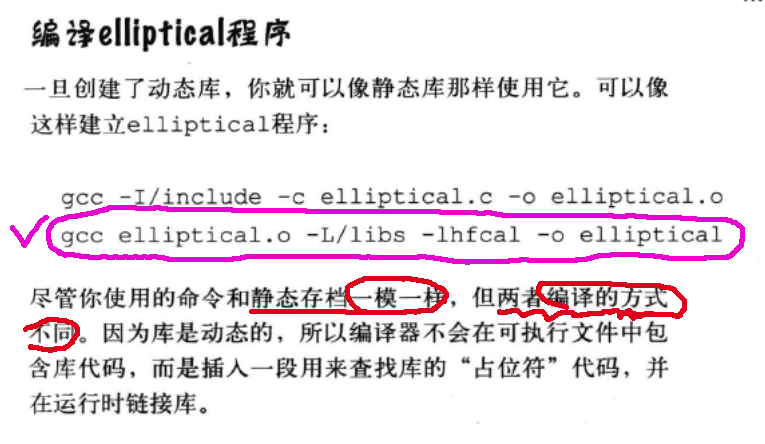 编译elliptical程序
一旦创建了动态库，你就可以像静态库那样使用它。可以像
这样建立elliptical程序：
gcc -I/include -c elliptical.c -o elliptical.o
gcc elliptical.o -L/libs -lhfcal -o elliptical
尽管你使用的命令和静态存档一模一样，但两者编译的方式
不同。因为库是动态的，所以编译器不会在可执行文件中包
含库代码，而是插入一段用来查找库的“占位符”代码，并
在运行时链接库。